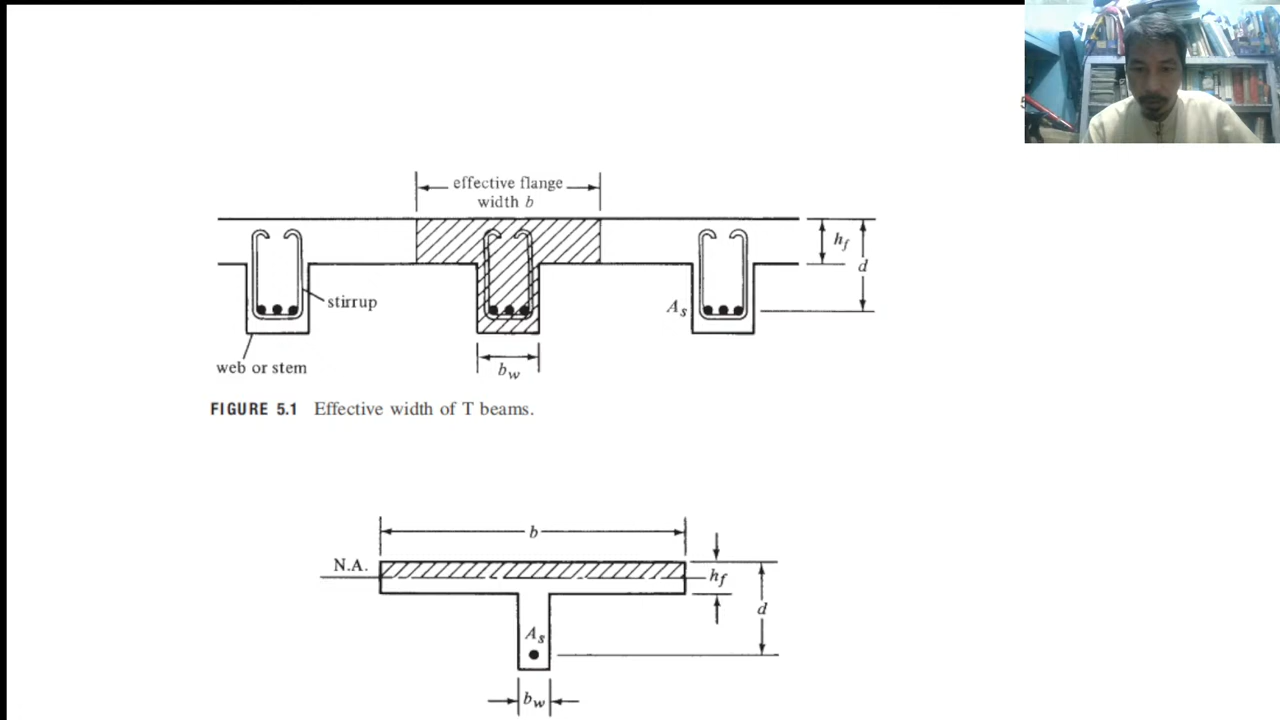 effective flange
width b
h_f
d
stirrup
A_s
web or stem
b_w
FIGURE 5.1 Effective width of T beams.
b
N.A.
h_f
d
A_s
b_w